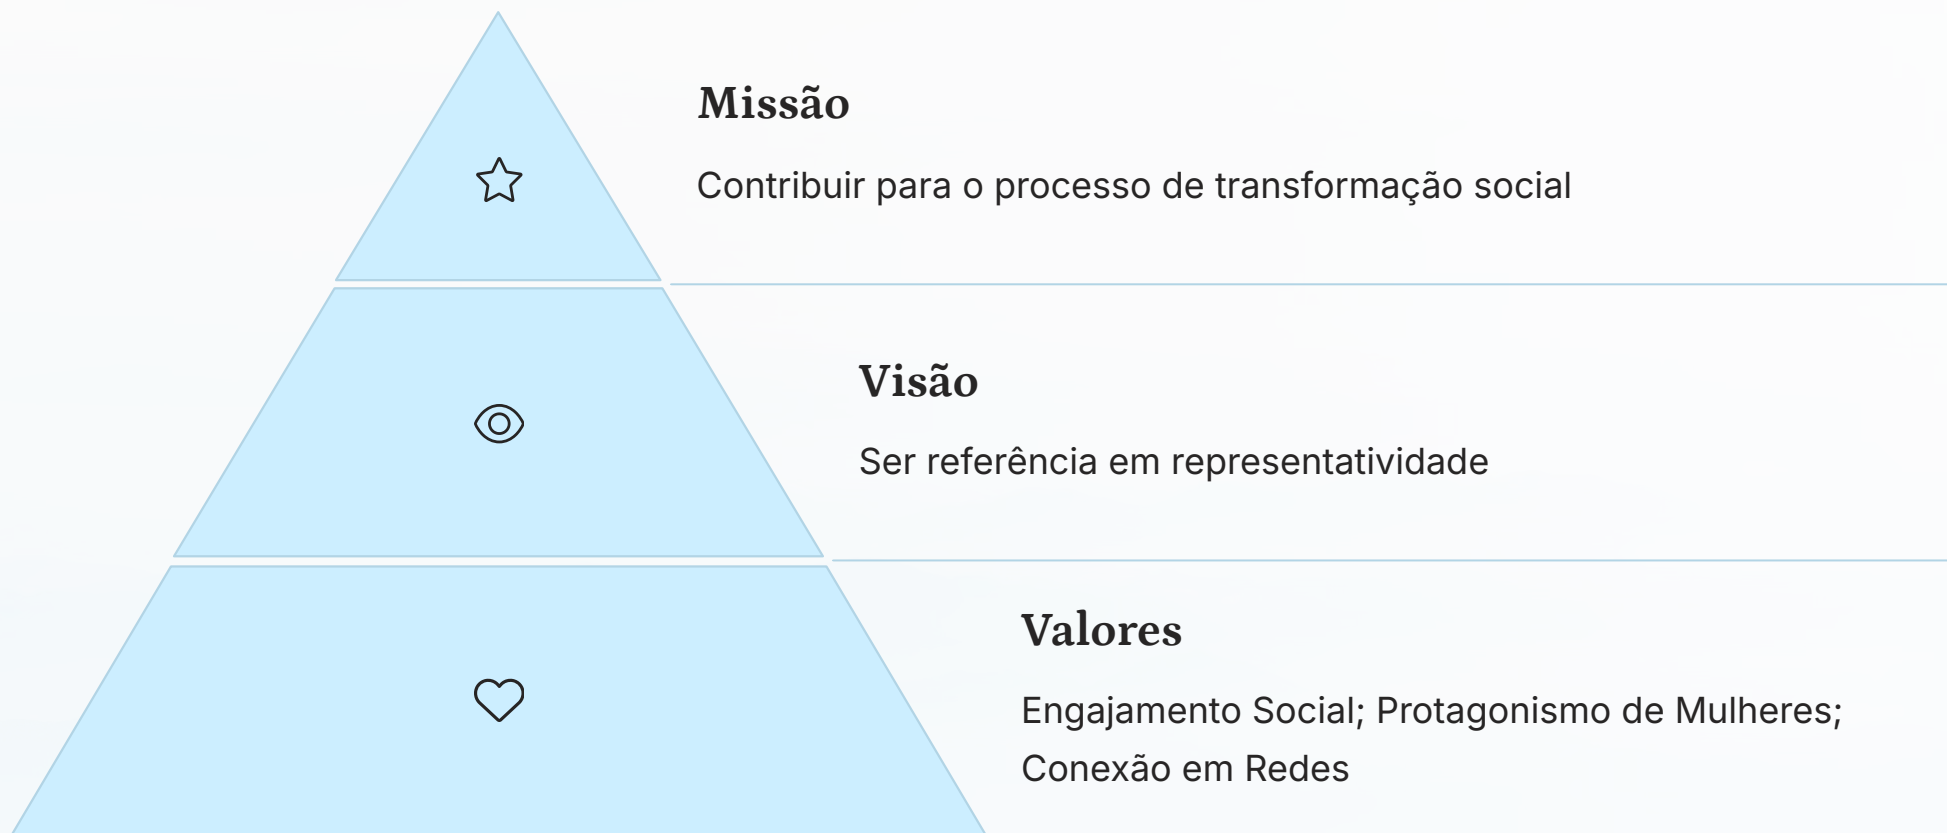 Missão
Contribuir para o processo de transformação social
Visão
Ser referência em representatividade
Valores
Engajamento Social; Protagonismo de Mulheres;
Conexão em Redes